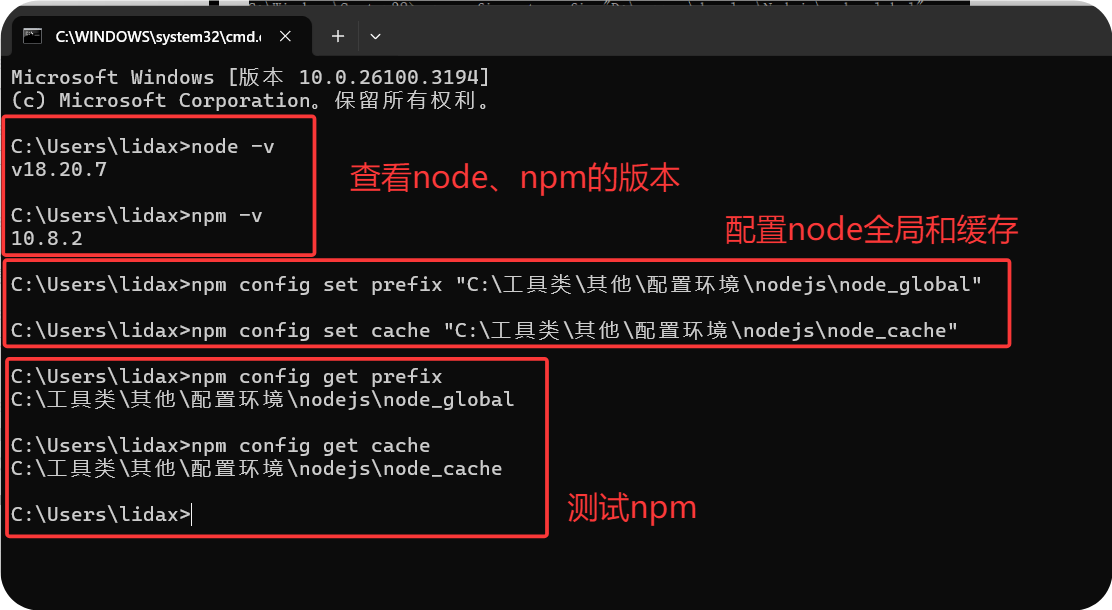 C:\WINDOWS\system32\cmd.
Microsoft Windows [版本 10.0.26100.3194]
(c) Microsoft Corporation。保留所有权利。
C:\Users\lidax>node -v
v18.20.7
查看node、npm的版本
C:\Users\lidax>npm -v
10.8.2
配置node全局和缓存
C:\Users\lidax>npm config set prefix "C:\工具类\其他\配置环境\nodejs\node_global"
C:\Users\lidax>npm config set cache "C:\工具类\其他\配置环境\nodejs\node_cache"
C:\Users\lidax>npm config get prefix
C:\工具类\其他\配置环境\nodejs\node_global
C:\Users\lidax>npm config get cache
C:\工具类\其他\配置环境\nodejs\node_cache
C:\Users\lidax>
测试npm